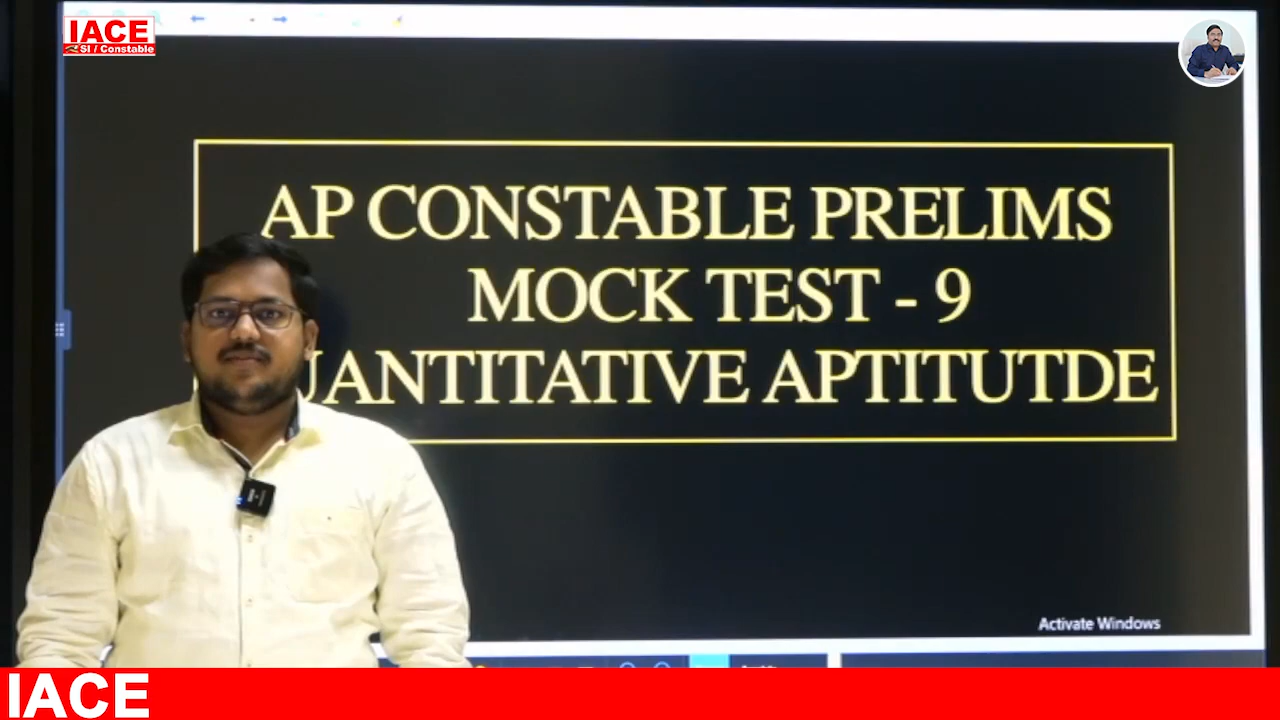 IACE
SI / Constable
AP CONSTABLE PRELIMS
MOCK TEST - 9
UANTITATIVE APTITUTDE
Activate Windows
IACE